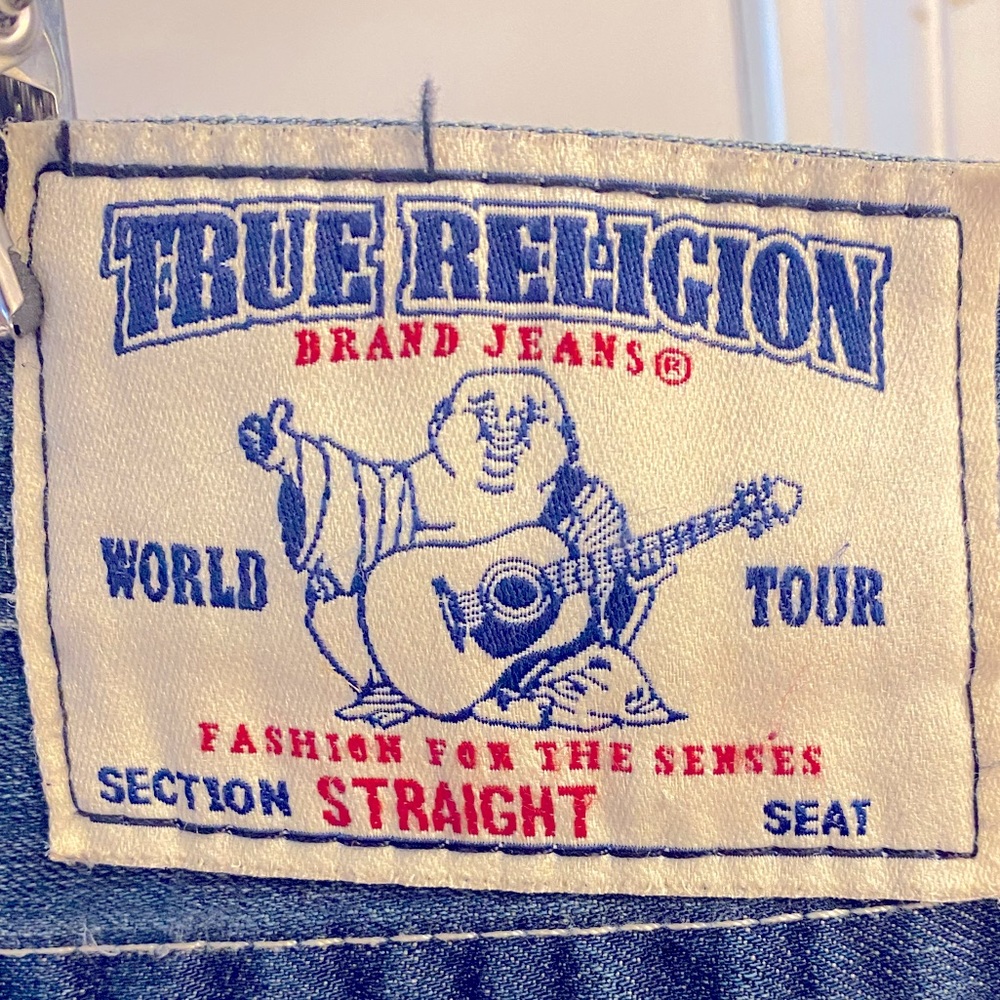 TRUE RELIGION
BRAND JEANS®
WORLD TOUR
FASHION FOR THE SENSES
SECTION STRAIGHT SEAT